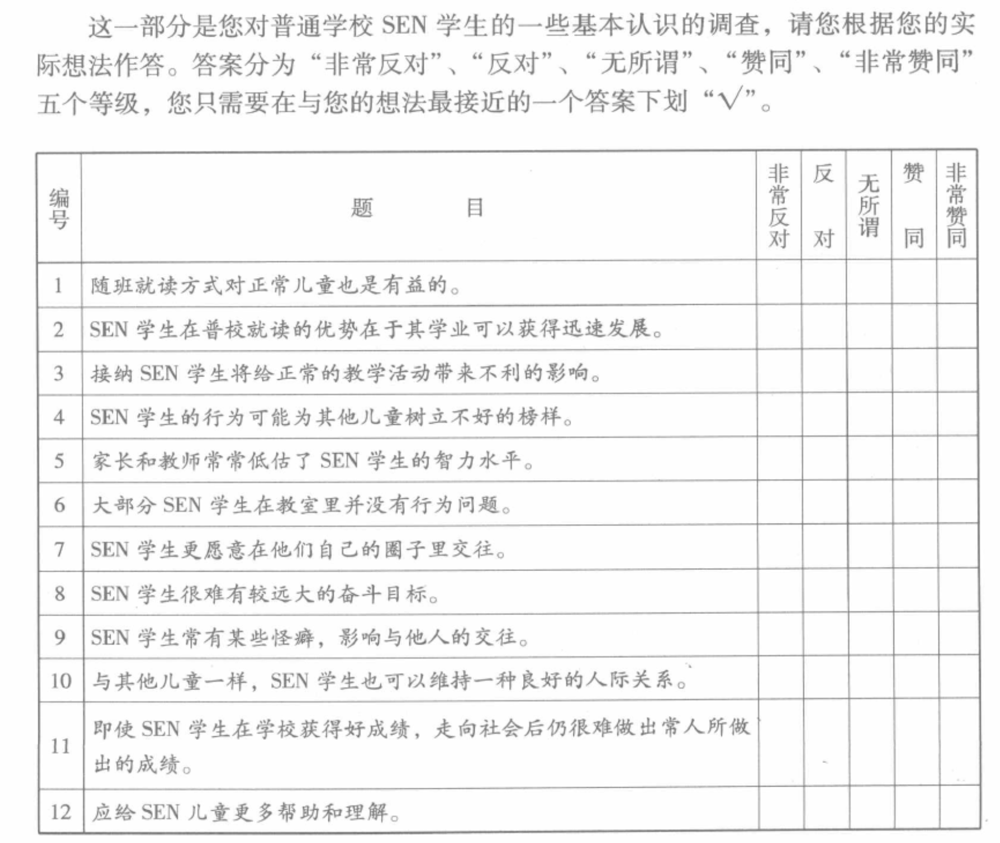 这一部分是您对普通学校 SEN 学生的一些基本认识的调查，请您根据您的实
际想法作答。答案分为“非常反对”、“反对”、“无所谓”、“赞同”、“非常赞同”
五个等级，您只需要在与您的想法最接近的一个答案下划“√”。
编号 题 目 非常反对 反对 无所谓 赞同 非常赞同
1 随班就读方式对正常儿童也是有益的。
2 SEN 学生在普校就读的优势在于其学业可以获得迅速发展。
3 接纳 SEN 学生将给正常的教学活动带来不利的影响。
4 SEN 学生的行为可能为其他儿童树立不好的榜样。
5 家长和教师常常低估了 SEN 学生的智力水平。
6 大部分 SEN 学生在教室里并没有行为问题。
7 SEN 学生更愿意在他们自己的圈子里交往。
8 SEN 学生很难有较远大的奋斗目标。
9 SEN 学生常有某些怪癖，影响与他人的交往。
10 与其他儿童一样，SEN 学生也可以维持一种良好的人际关系。
11 即使 SEN 学生在学校获得好成绩，走向社会后仍很难做出常人所做
出的成绩。
12 应给 SEN 儿童更多帮助和理解。